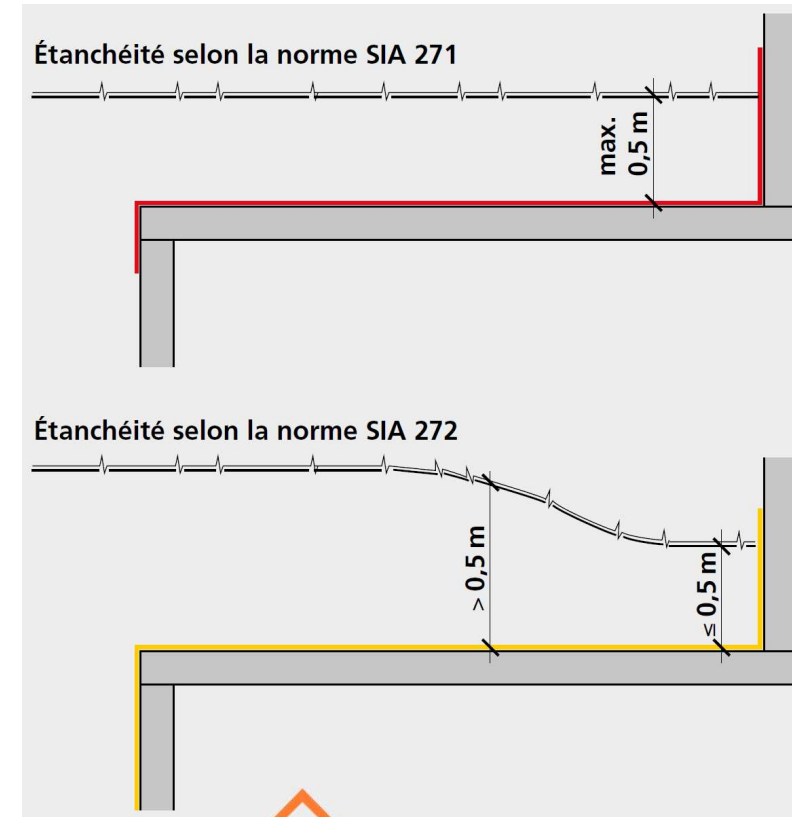 Étanchéité selon la norme SIA 271
max.
0,5 m
Étanchéité selon la norme SIA 272
> 0,5 m
≤ 0,5 m